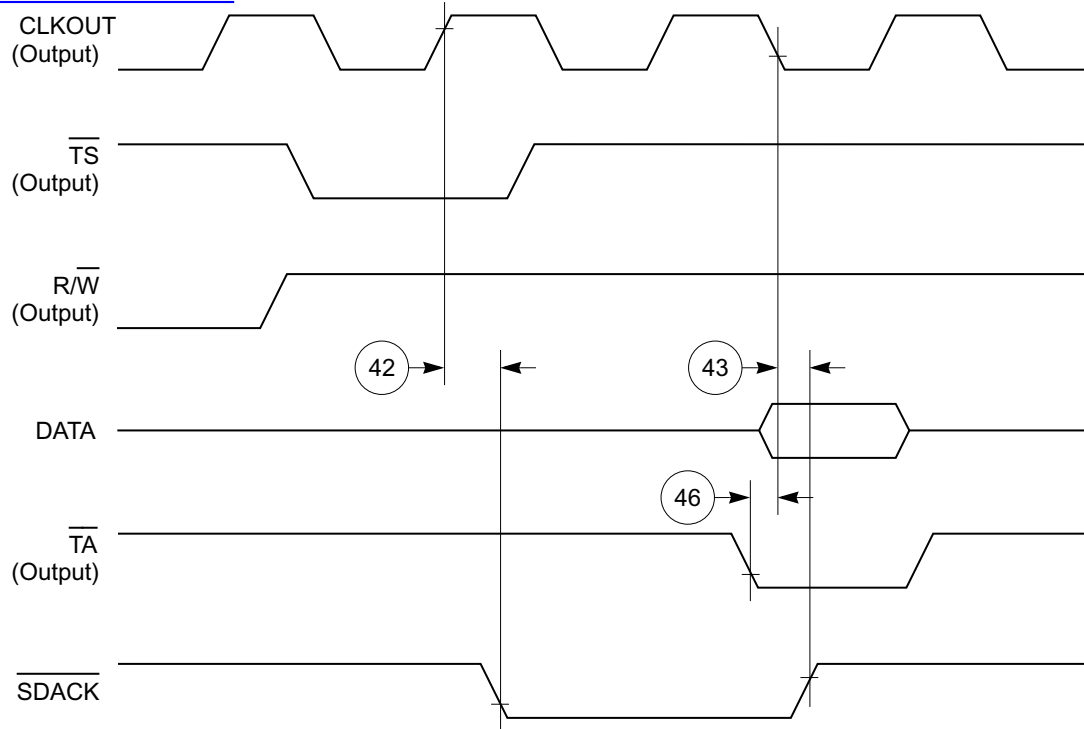 CLKOUT
(Output)
TS
(Output)
R/W
(Output)
42
43
DATA
46
TA
(Output)
SDACK